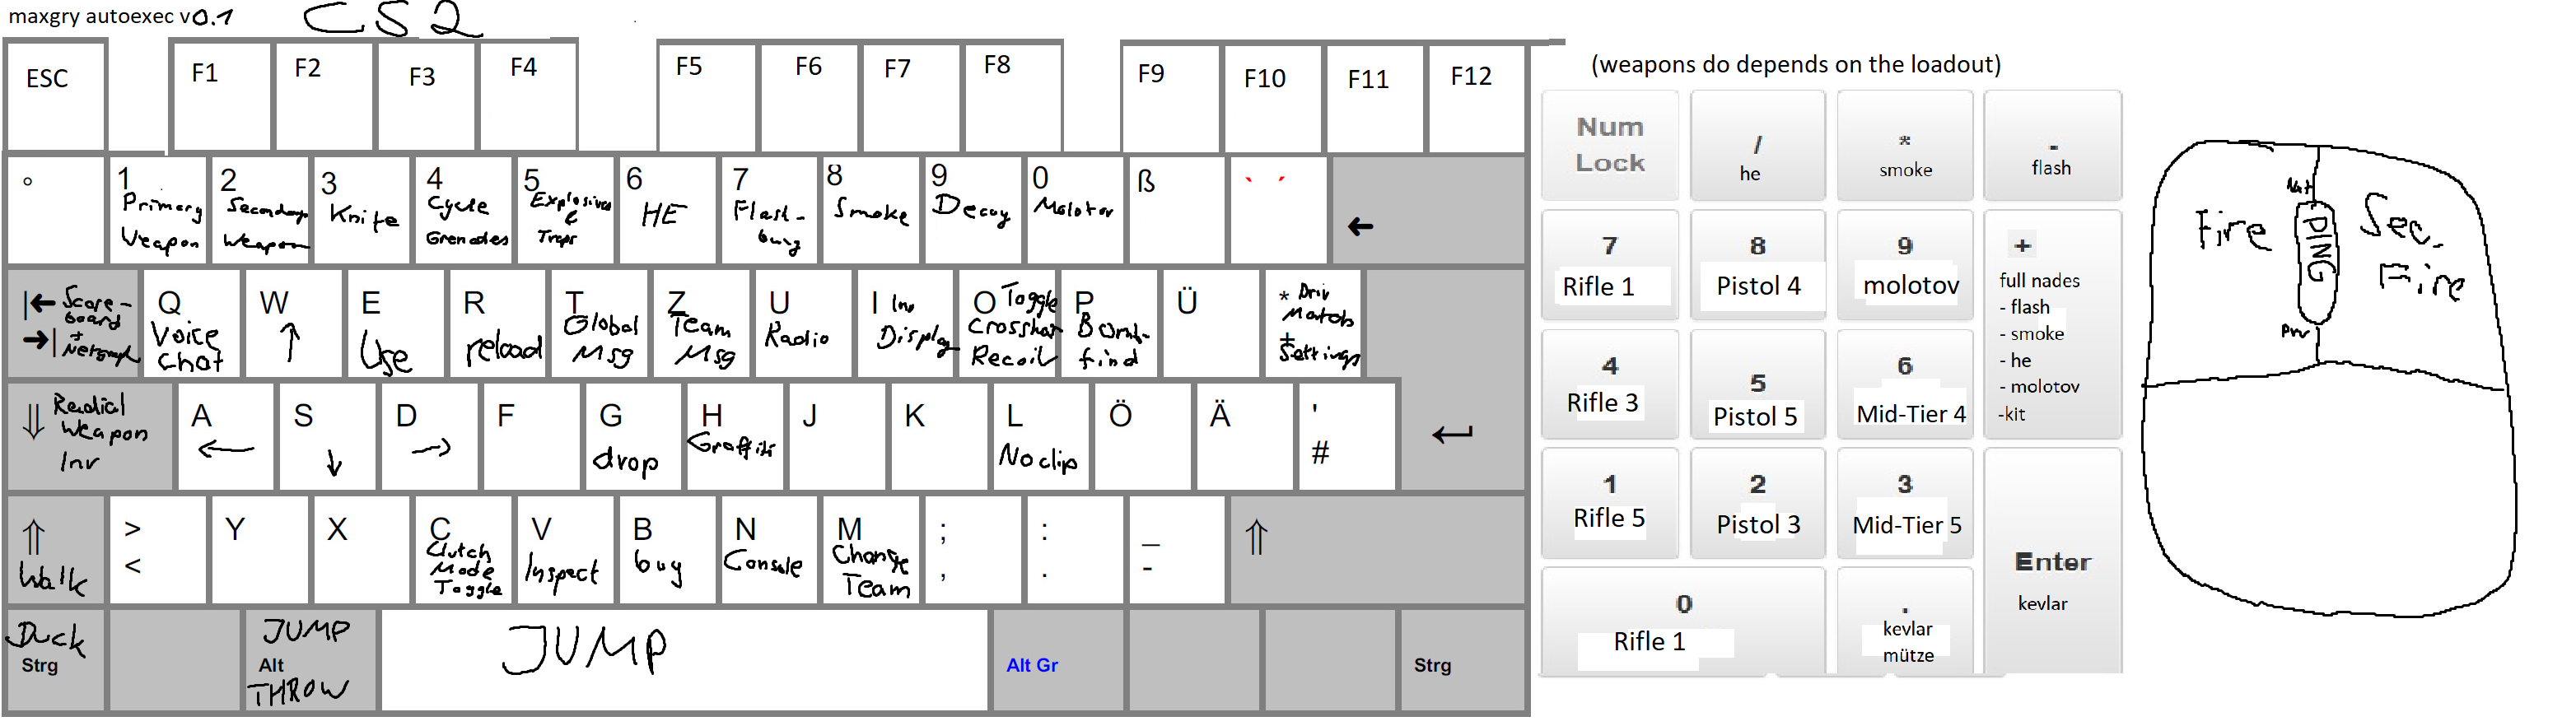 maxgry autoexec v0.1 CS2
ESC F1 F2 F3 F4 F5 F6 F7 F8 F9 F10 F11 F12
°
1 Primary Weapon
2 Secondary Weapon
3 Knife
4 Cycle Grenades
5 Explosives & Traps
6 HE
7 Flash-bang
8 Smoke
9 Decoy
0 Molotov
ß
` ´
←
|← →| Score-board + Netgraph
Q Voice Chat
W ↑
E Use
R reload
T Global Msg
Z Team Msg
U Radio
I Inv Display
O Toggle Crosshair Recoil
P Bomb-find
Ü
* + Priv Match Settings
⇓ Radial Weapon Inv
A ←
S ↓
D →
F
G drop
H Graffiti
J
K
L Noclip
Ö
Ä
' #
↵
⇑ Walk
> <
Y
X
C Clutch Mode Toggle
V Inspect
B buy
N Console
M Change Team
; ,
: .
_ -
⇑
Duck Strg
JUMP Alt THROW
JUMP
Alt Gr
Strg
(weapons do depends on the loadout)
Num Lock
/ he
* smoke
- flash
7 Rifle 1
8 Pistol 4
9 molotov
+
full nades
- flash
- smoke
- he
- molotov
-kit
4 Rifle 3
5 Pistol 5
6 Mid-Tier 4
1 Rifle 5
2 Pistol 3
3 Mid-Tier 5
Enter
kevlar
0 Rifle 1
. kevlar mütze
Fire
PING
Sec. Fire